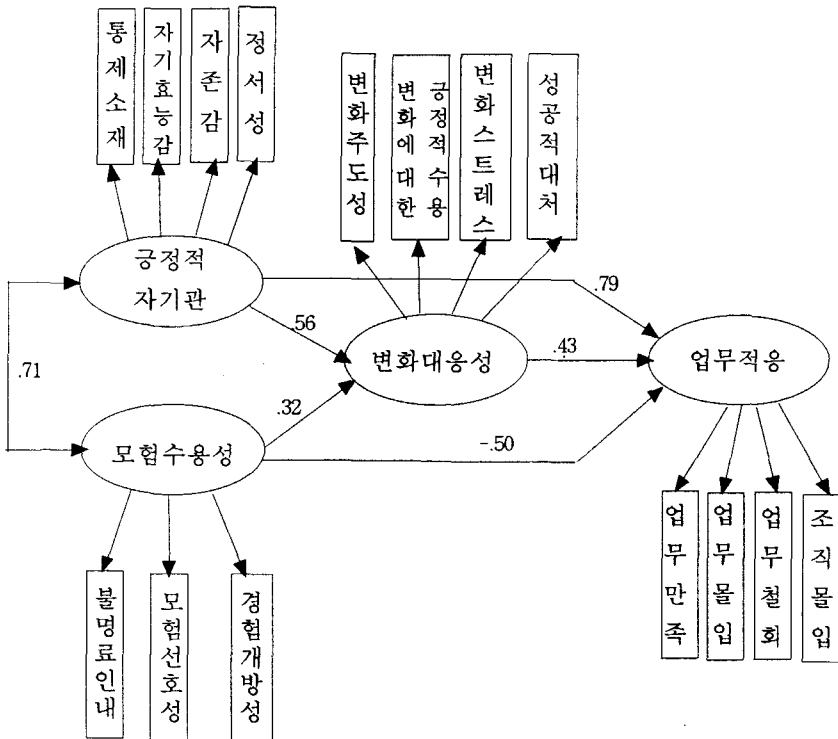 통제소재
자기효능감
자존감
정서성
변화주도성
변화에대한
긍정적수용
변화스트레스
성공적대처
긍정적
자기관
.79
.56
변화대응성
.43
업무적응
.71
.32
모험수용성
-.50
업무만족
업무몰입
업무철회
조직몰입
불명료인내
모험선호성
경험개방성